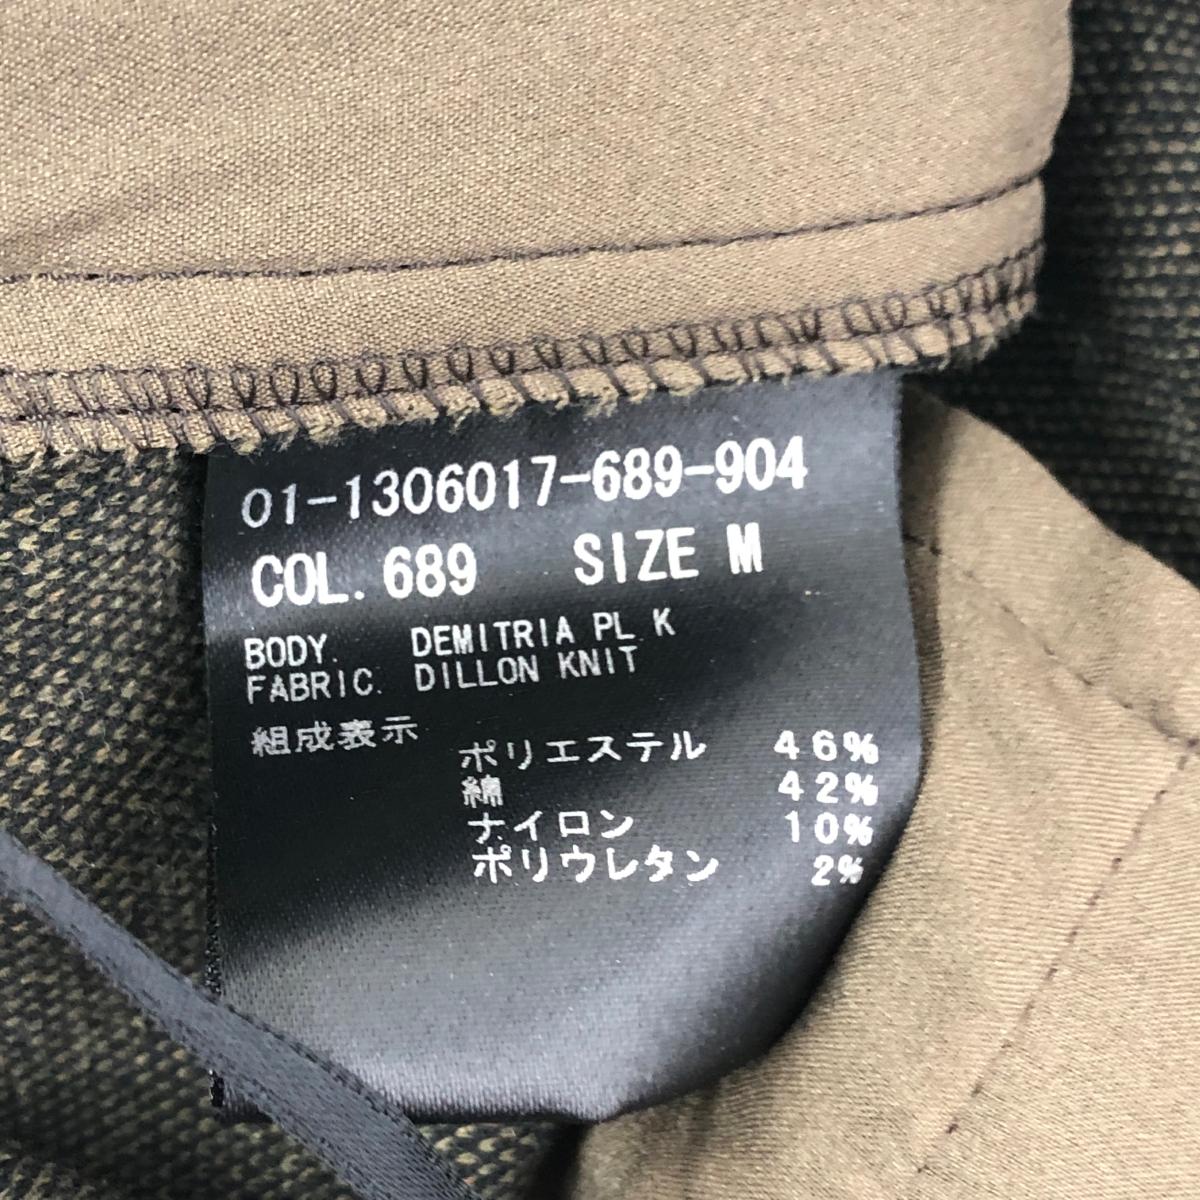 01-1306017-689-904
COL. 689 SIZE M
BODY. DEMITRIA PL K
FABRIC. DILLON KNIT
組成表示
ポリエステル 46%
綿 42%
ナイロン 10%
ポリウレタン 2%